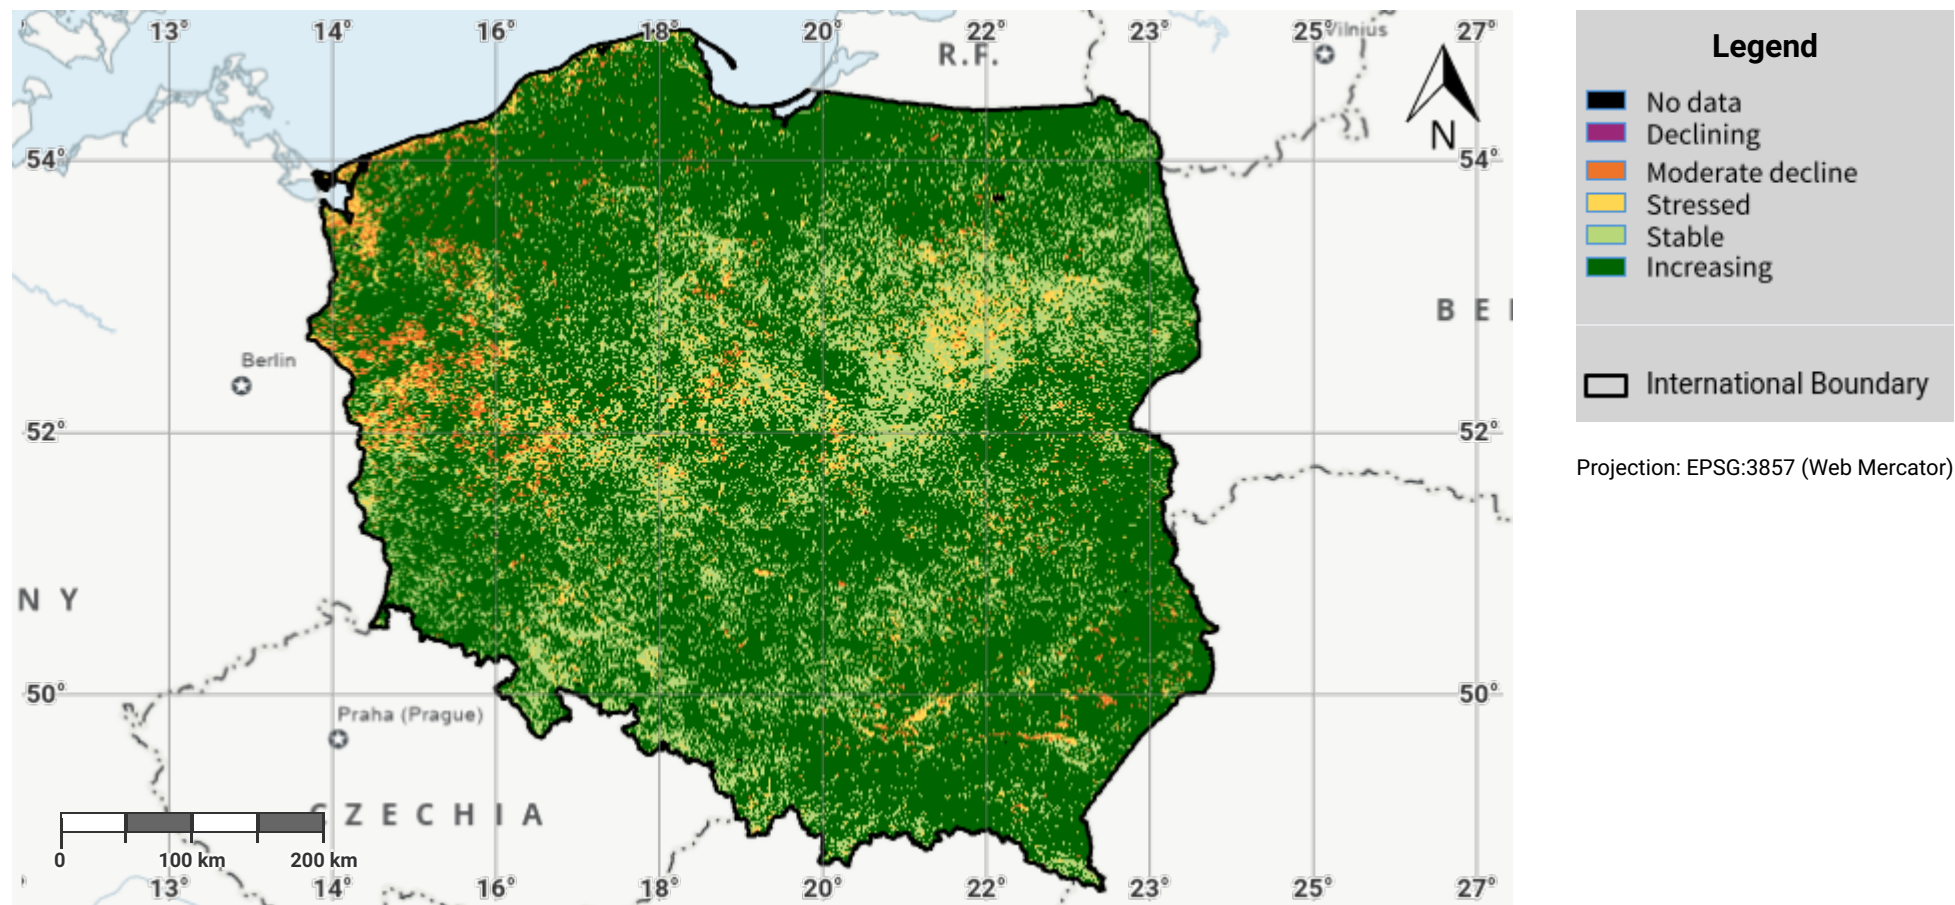 13° 14° 16° 18° 20° 22° 23° 25° 27°
Vilnius
R.F.
N
54° 54°
B E
Berlin
52° 52°
N Y
50° 50°
Praha (Prague)
C Z E C H I A
0 100 km 200 km
13° 14° 16° 18° 20° 22° 23° 25° 27°
Legend
No data
Declining
Moderate decline
Stressed
Stable
Increasing
International Boundary
Projection: EPSG:3857 (Web Mercator)